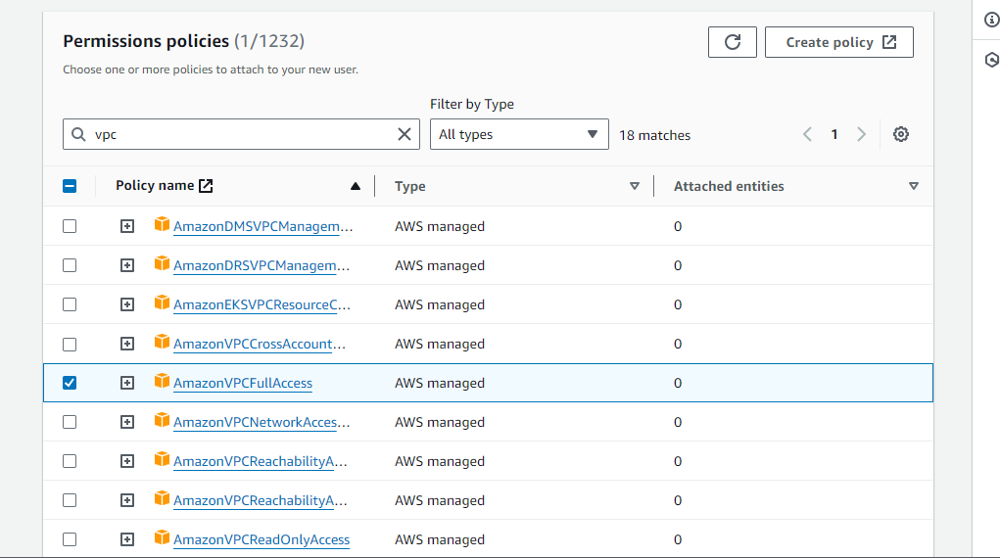 Permissions policies (1/1232)
Create policy
Choose one or more policies to attach to your new user.
Filter by Type
vpc
All types
18 matches
1
Policy name
Type
Attached entities
AmazonDMSVPCManagem...
AWS managed
0
AmazonDRSVPCManagem...
AWS managed
0
AmazonEKSVPCResourceC...
AWS managed
0
AmazonVPCCrossAccount...
AWS managed
0
AmazonVPCFullAccess
AWS managed
0
AmazonVPCNetworkAcces...
AWS managed
0
AmazonVPCReachabilityA...
AWS managed
0
AmazonVPCReachabilityA...
AWS managed
0
AmazonVPCReadOnlyAccess
AWS managed
0